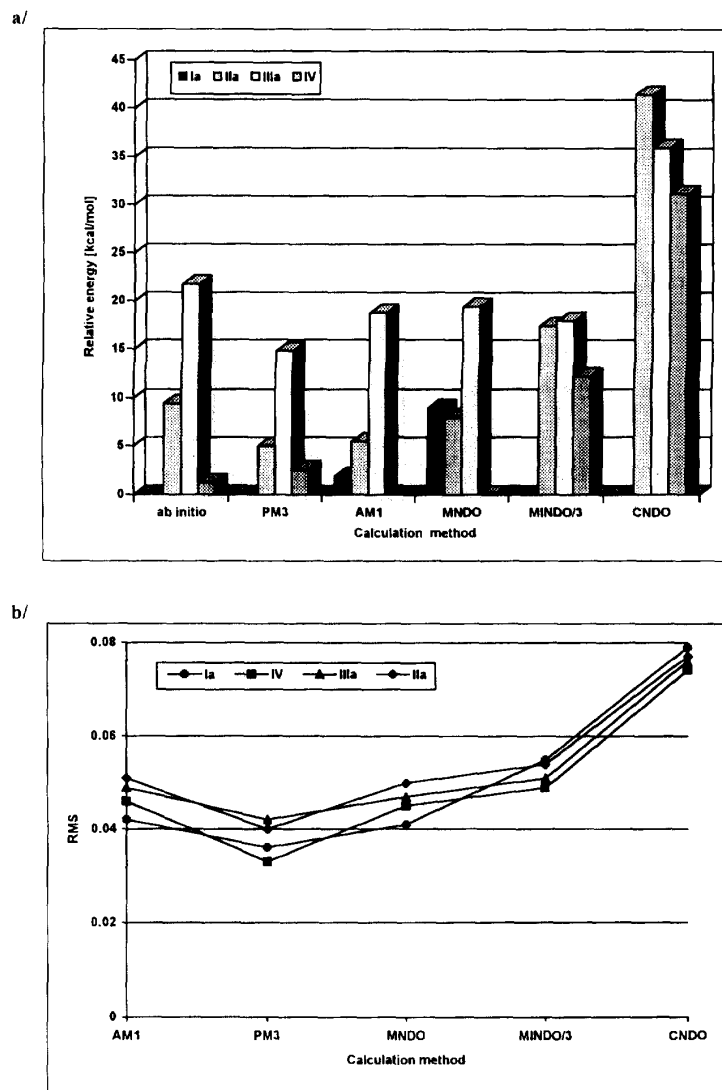 a/
45
Ia IIa IIIa IV
40
35
30
25
20
15
10
5
0
Relative energy [kcal/mol]
ab initio PM3 AM1 MNDO MINDO/3 CNDO
Calculation method
b/
0.08
Ia IV IIIa IIa
0.06
0.04
0.02
0
RMS
AM1 PM3 MNDO MINDO/3 CNDO
Calculation method